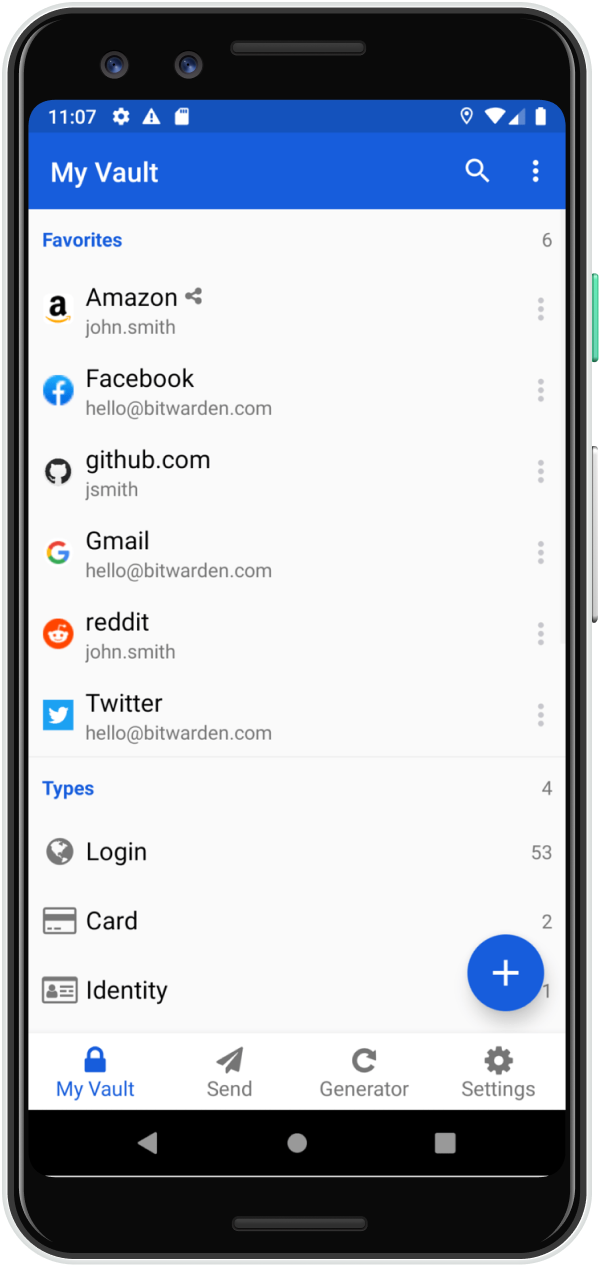 11:07
My Vault
Favorites 6
Amazon
john.smith
Facebook
hello@bitwarden.com
github.com
jsmith
Gmail
hello@bitwarden.com
reddit
john.smith
Twitter
hello@bitwarden.com
Types 4
Login 53
Card 2
Identity 1
My Vault Send Generator Settings